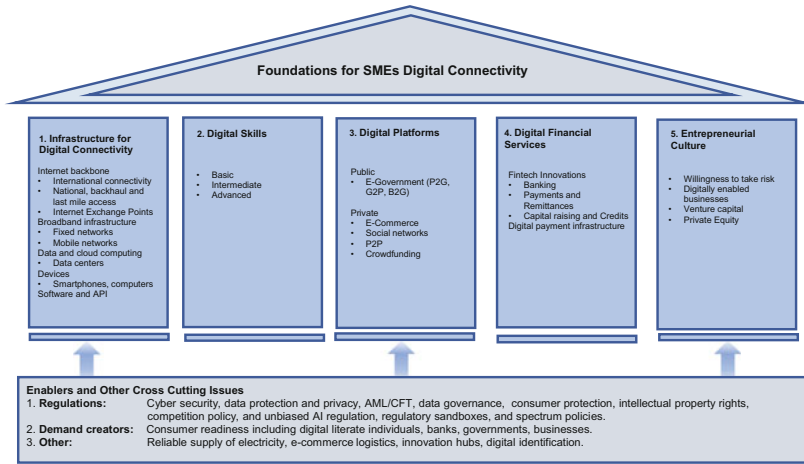 Foundations for SMEs Digital Connectivity
1. Infrastructure for
Digital Connectivity
Internet backbone
• International connectivity
• National, backhaul and
last mile access
• Internet Exchange Points
Broadband infrastructure
• Fixed networks
• Mobile networks
Data and cloud computing
• Data centers
Devices
• Smartphones, computers
Software and API
2. Digital Skills
• Basic
• Intermediate
• Advanced
3. Digital Platforms
Public
• E-Government (P2G,
G2P, B2G)
Private
• E-Commerce
• Social networks
• P2P
• Crowdfunding
4. Digital Financial
Services
Fintech Innovations
• Banking
• Payments and
Remittances
• Capital raising and Credits
Digital payment infrastructure
5. Entrepreneurial
Culture
• Willingness to take risk
• Digitally enabled
businesses
• Venture capital
• Private Equity
Enablers and Other Cross Cutting Issues
1. Regulations: Cyber security, data protection and privacy, AML/CFT, data governance, consumer protection, intellectual property rights,
competition policy, and unbiased AI regulation, regulatory sandboxes, and spectrum policies.
2. Demand creators: Consumer readiness including digital literate individuals, banks, governments, businesses.
3. Other: Reliable supply of electricity, e-commerce logistics, innovation hubs, digital identification.